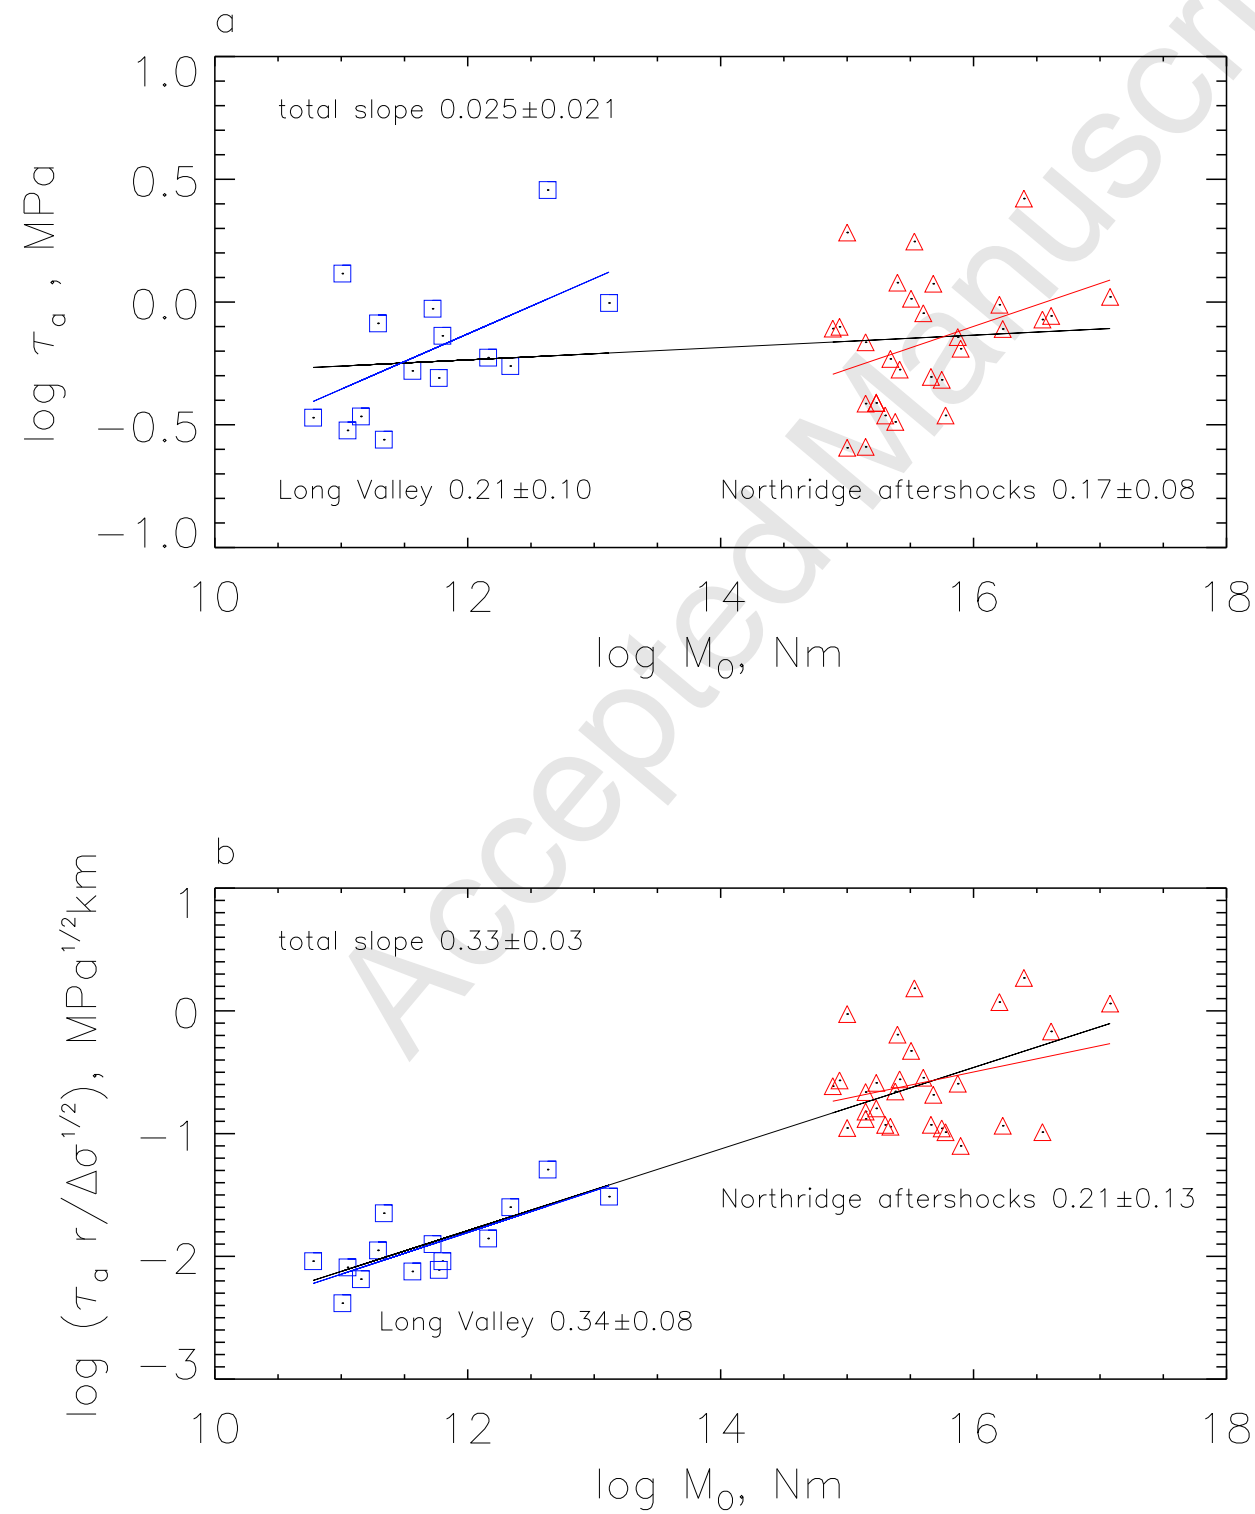 a
1.0
total slope 0.025±0.021
0.5
0.0
−0.5
−1.0
log τa , MPa
Long Valley 0.21±0.10
Northridge aftershocks 0.17±0.08
10 12 14 16 18
log M0, Nm
b
1
total slope 0.33±0.03
0
−1
−2
−3
log (τa r/Δσ1/2), MPa1/2km
Northridge aftershocks 0.21±0.13
Long Valley 0.34±0.08
10 12 14 16 18
log M0, Nm
Accepted Manuscri